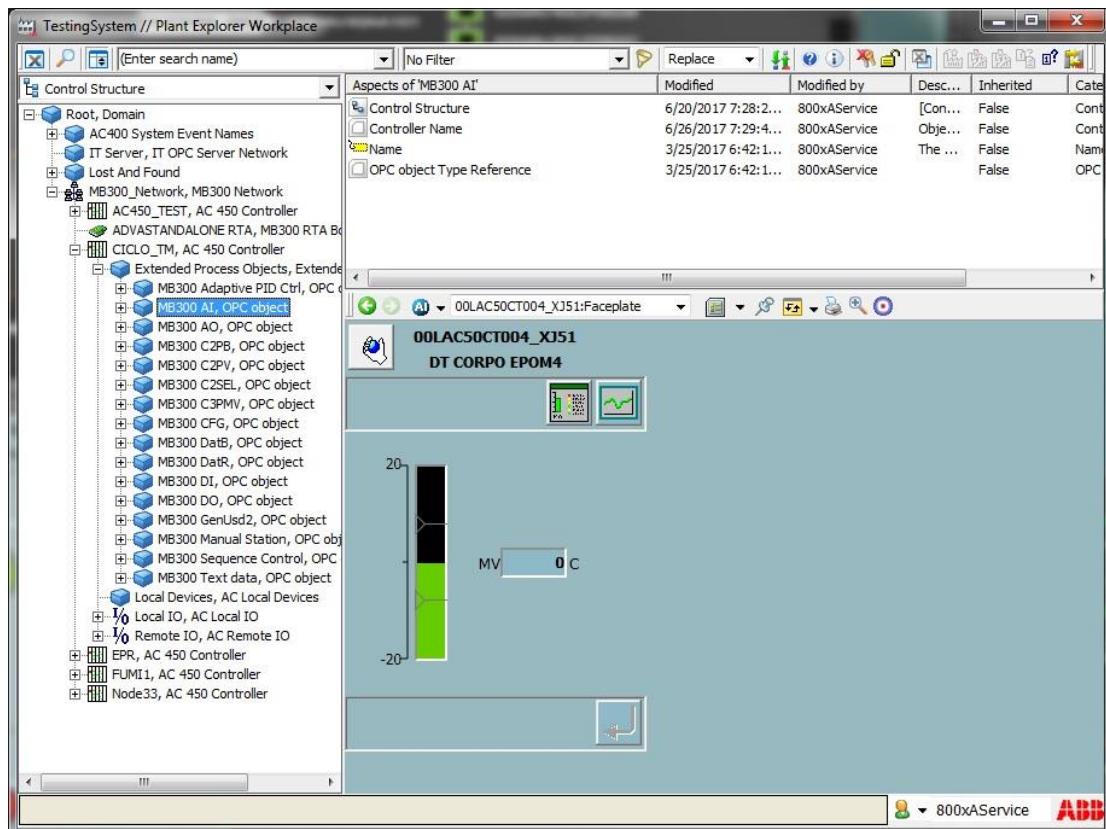 TestingSystem // Plant Explorer Workplace
(Enter search name)
No Filter
Replace
Control Structure
Root, Domain
AC400 System Event Names
IT Server, IT OPC Server Network
Lost And Found
MB300_Network, MB300 Network
AC450_TEST, AC 450 Controller
ADVASTANDALONE RTA, MB300 RTA Bo
CICLO_TM, AC 450 Controller
Extended Process Objects, Extende
MB300 Adaptive PID Ctrl, OPC o
MB300 AI, OPC object
MB300 AO, OPC object
MB300 C2PB, OPC object
MB300 C2PV, OPC object
MB300 C2SEL, OPC object
MB300 C3PMV, OPC object
MB300 CFG, OPC object
MB300 DatB, OPC object
MB300 DatR, OPC object
MB300 DI, OPC object
MB300 DO, OPC object
MB300 GenUsd2, OPC object
MB300 Manual Station, OPC obj
MB300 Sequence Control, OPC
MB300 Text data, OPC object
Local Devices, AC Local Devices
Local IO, AC Local IO
Remote IO, AC Remote IO
EPR, AC 450 Controller
FUMI1, AC 450 Controller
Node33, AC 450 Controller
Aspects of 'MB300 AI' Modified Modified by Desc... Inherited Cate
Control Structure 6/20/2017 7:28:2... 800xAService [Con... False Cont
Controller Name 6/26/2017 7:29:4... 800xAService Obje... False Cont
Name 3/25/2017 6:42:1... 800xAService The ... False Nam
OPC object Type Reference 3/25/2017 6:42:1... 800xAService False OPC
00LAC50CT004_XJ51:Faceplate
00LAC50CT004_XJ51
DT CORPO EPOM4
20
MV 0 C
-20
800xAService ABB